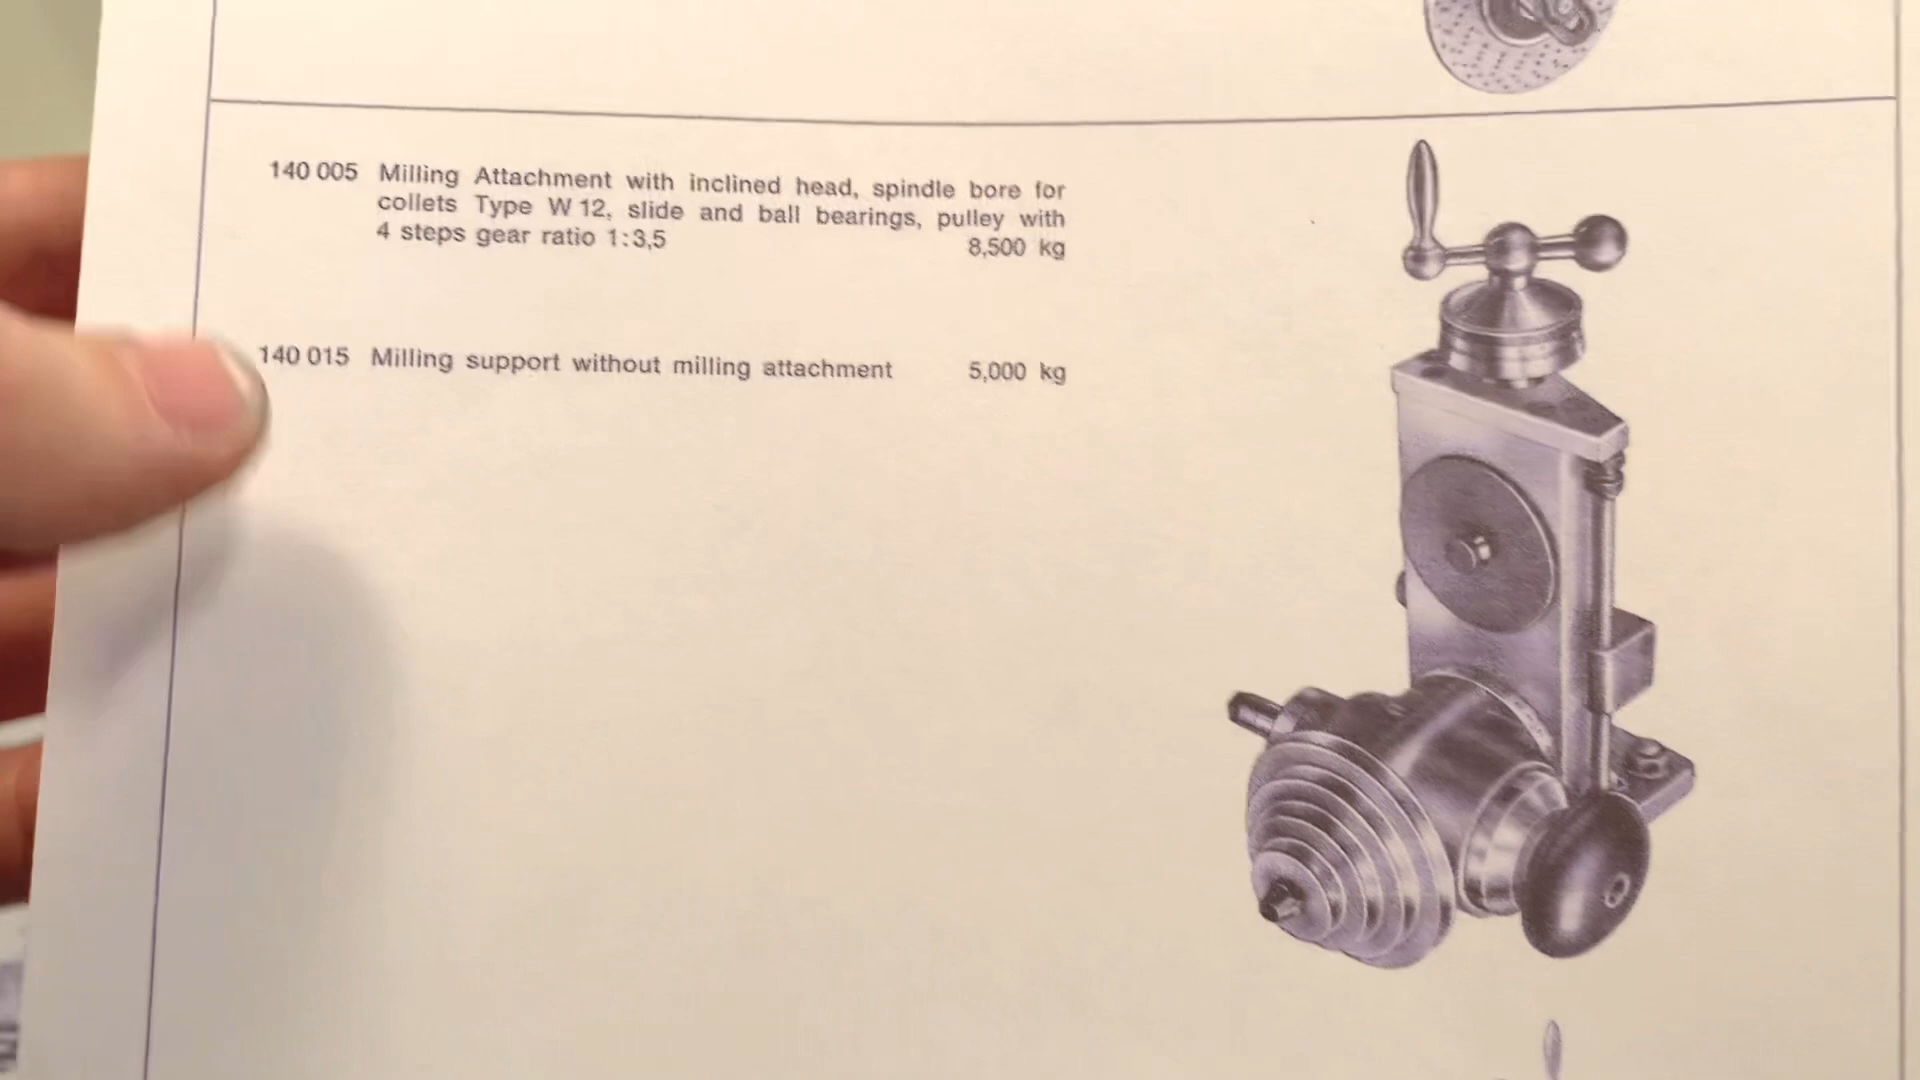 140 005 Milling Attachment with inclined head, spindle bore for
collets Type W 12, slide and ball bearings, pulley with
4 steps gear ratio 1:3,5 8,500 kg
140 015 Milling support without milling attachment 5,000 kg